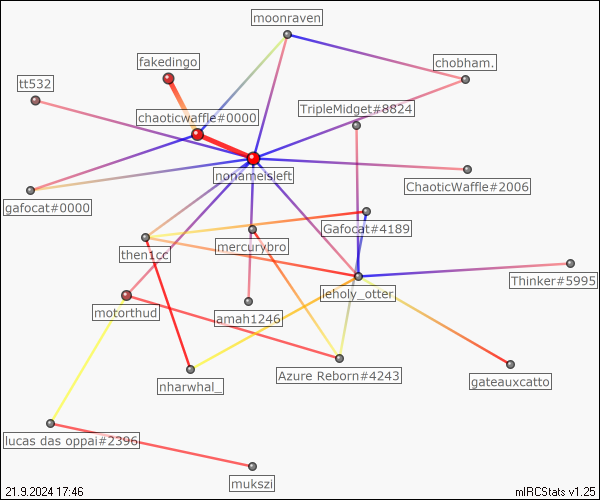 moonraven
fakedingo
chobham.
tt532
chaoticwaffle#0000
TripleMidget#8824
nonameisleft
ChaoticWaffle#2006
gafocat#0000
Gafocat#4189
then1cc
mercurybro
Thinker#5995
leholy_otter
motorthud
amah1246
Azure Reborn#4243
nharwhal_
gateauxcatto
lucas das oppai#2396
mukszi
21.9.2024 17:46
mIRCStats v1.25